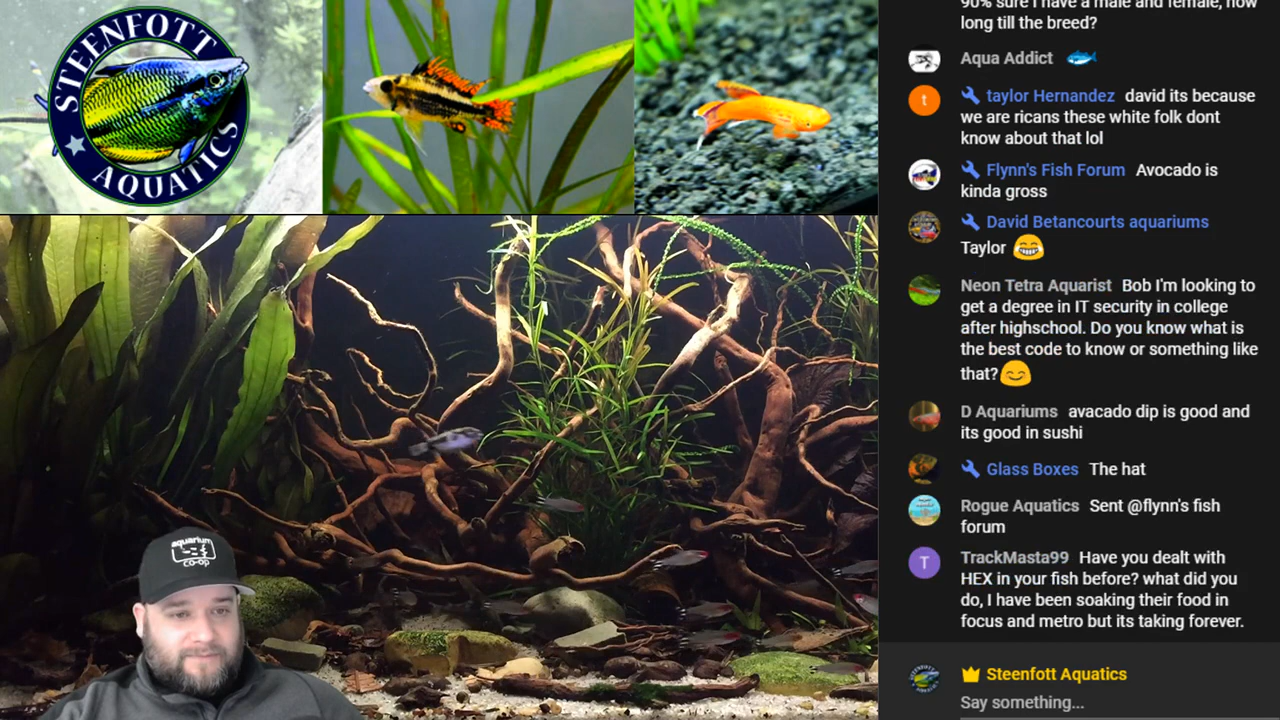 STEENFOTT
AQUATICS
aquarium
co-op
90% sure I have a male and female, how
long till the breed?
Aqua Addict
taylor Hernandez david its because
we are ricans these white folk dont
know about that lol
Flynn's Fish Forum Avocado is
kinda gross
David Betancourts aquariums
Taylor
Neon Tetra Aquarist Bob I'm looking to
get a degree in IT security in college
after highschool. Do you know what is
the best code to know or something like
that?
D Aquariums avacado dip is good and
its good in sushi
Glass Boxes The hat
Rogue Aquatics Sent @flynn's fish
forum
t
T
TrackMasta99 Have you dealt with
HEX in your fish before? what did you
do, I have been soaking their food in
focus and metro but its taking forever.
Steenfott Aquatics
Say something...